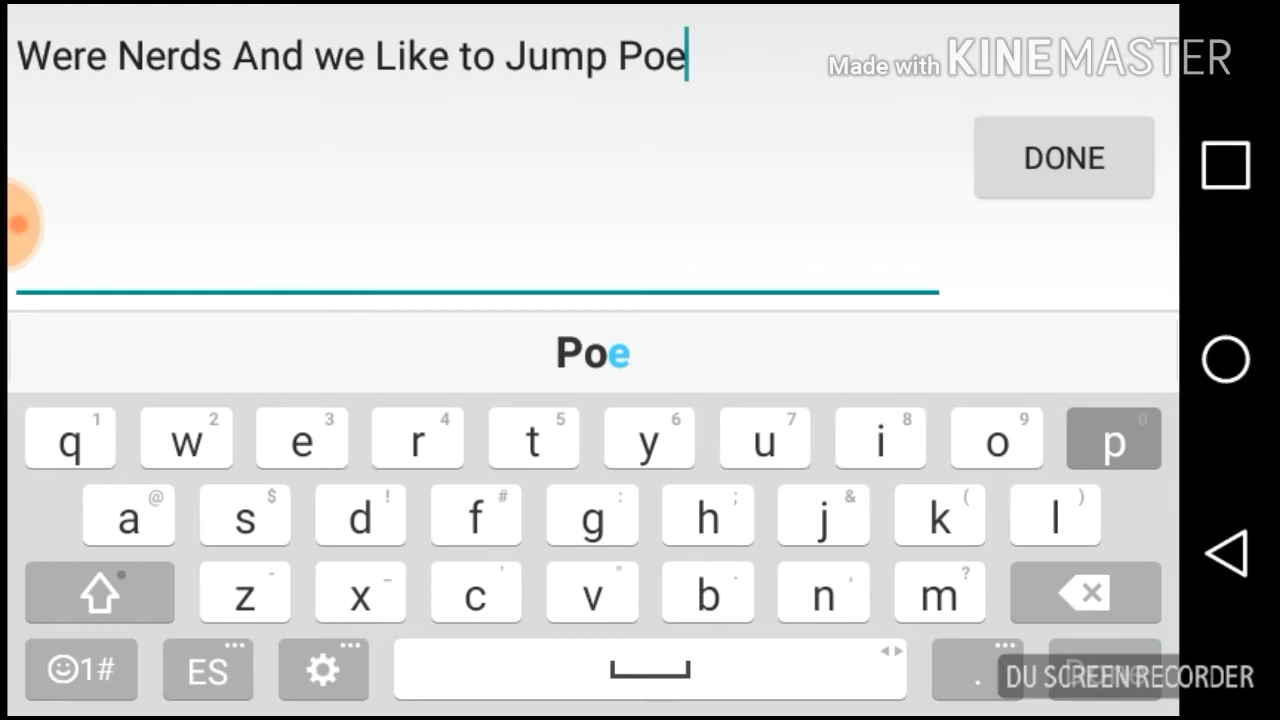 Were Nerds And we Like to Jump Poe
Made with KINEMASTER
DONE
Poe
q 1 w 2 e 3 r 4 t 5 y 6 u 7 i 8 o 9 p 0
a @ s $ d ! f # g : h ; j & k ( l )
z - x _ c ' v " b . n , m ?
1# ES .
DU SCREEN RECORDER